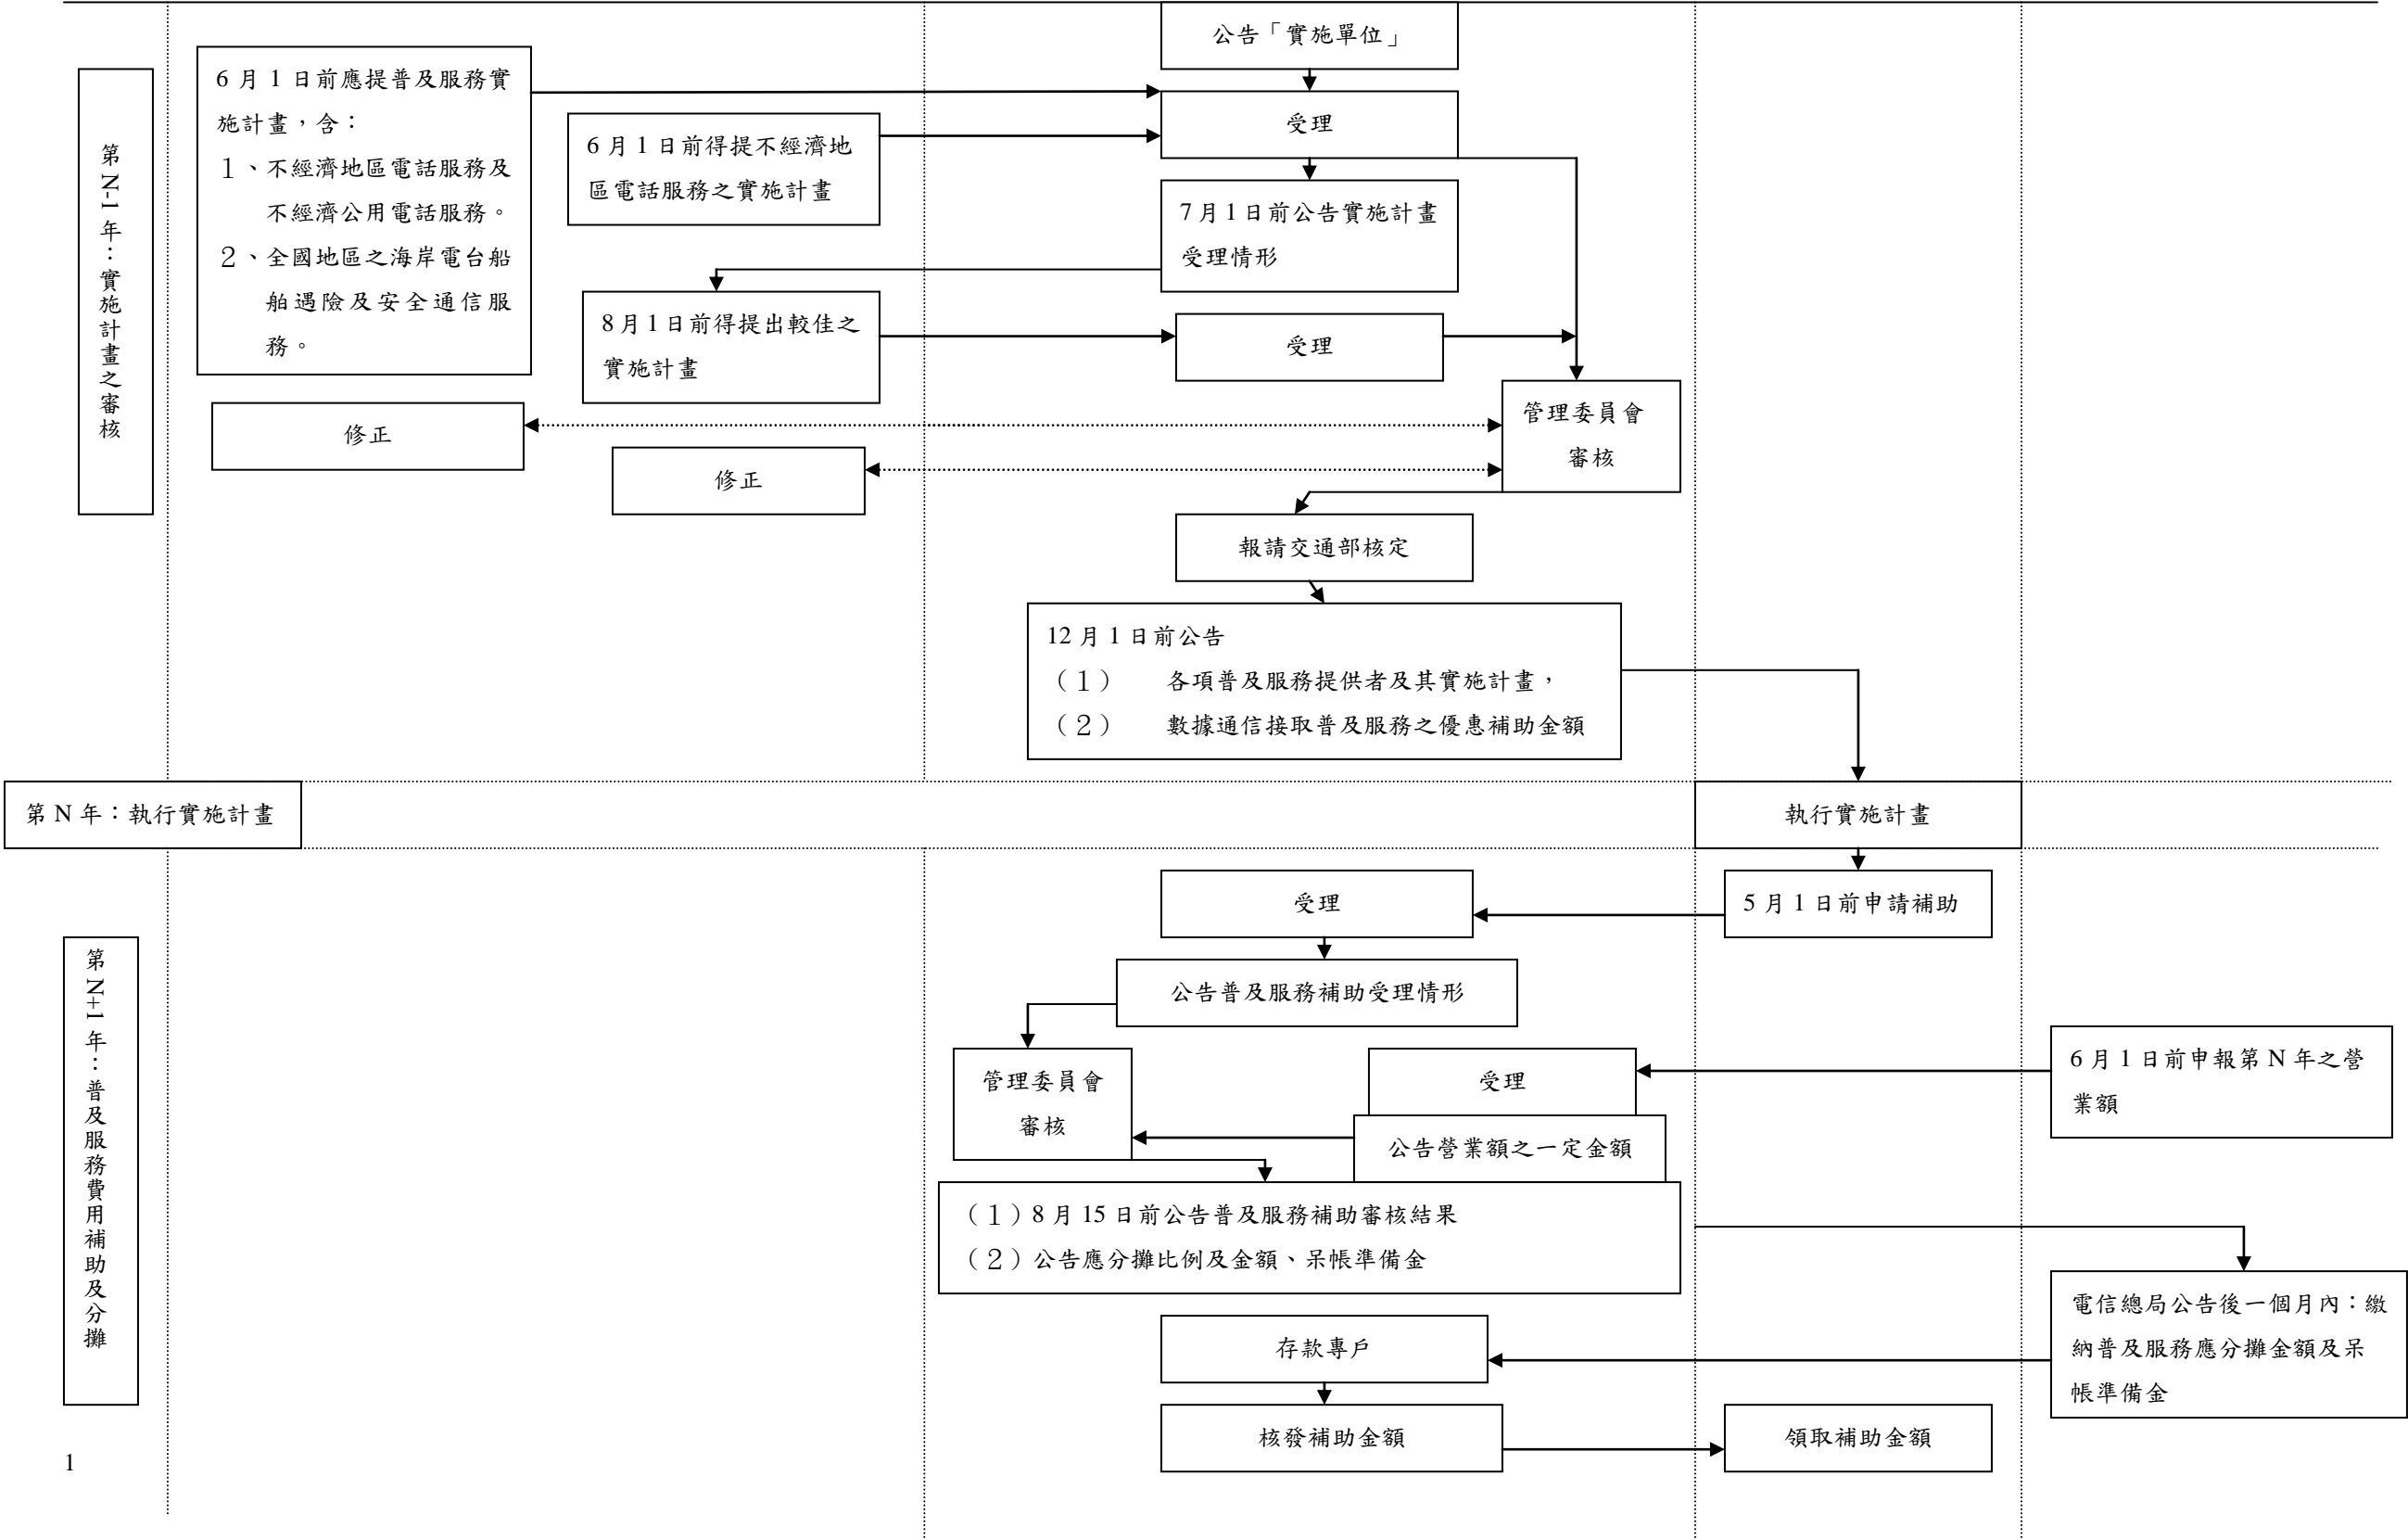 公告「實施單位」
6 月 1 日前應提普及服務實
施計畫，含：
１、不經濟地區電話服務及
不經濟公用電話服務。
２、全國地區之海岸電台船
舶遇險及安全通信服
務。
6 月 1 日前得提不經濟地
區電話服務之實施計畫
受理
7 月 1 日前公告實施計畫
受理情形
第 N-1 年：實施計畫之審核
8 月 1 日前得提出較佳之
實施計畫
受理
管理委員會
審核
修正
修正
報請交通部核定
12 月 1 日前公告
（１） 各項普及服務提供者及其實施計畫，
（２） 數據通信接取普及服務之優惠補助金額
第 N 年：執行實施計畫
執行實施計畫
受理
5 月 1 日前申請補助
第 N+1 年：普及服務費用補助及分攤
公告普及服務補助受理情形
管理委員會
審核
受理
6 月 1 日前申報第 N 年之營
業額
公告營業額之一定金額
（１）8 月 15 日前公告普及服務補助審核結果
（２）公告應分攤比例及金額、呆帳準備金
電信總局公告後一個月內：繳
納普及服務應分攤金額及呆
帳準備金
存款專戶
核發補助金額
領取補助金額
1